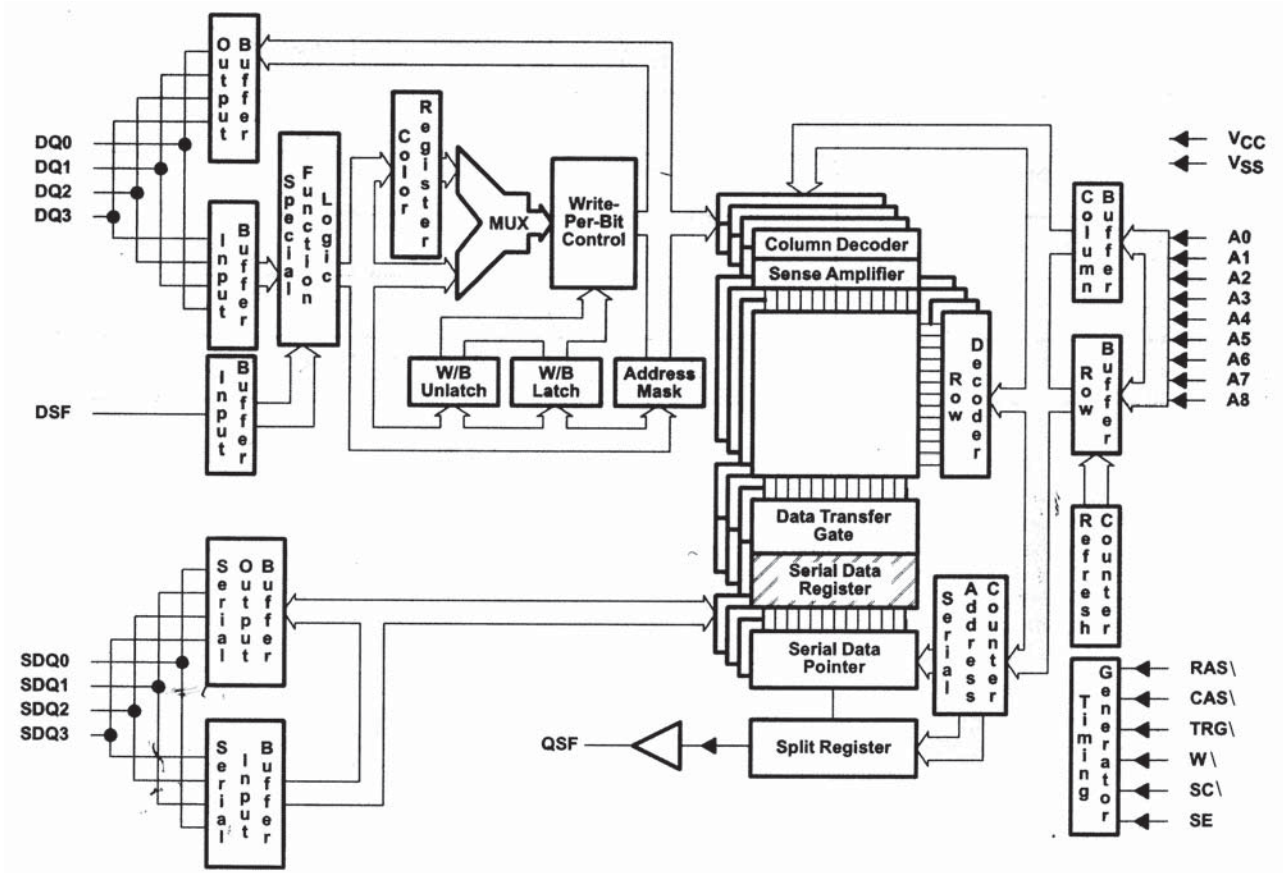 Output Buffer
DQ0
DQ1
DQ2
DQ3
Input Buffer
Special Function Logic
Color Register
MUX
Write-
Per-Bit
Control
W/B
Unlatch
W/B
Latch
Address
Mask
Input Buffer
DSF
Column Decoder
Sense Amplifier
Row Decoder
Data Transfer
Gate
Serial Data
Register
Serial Data
Pointer
Serial Address Counter
Split Register
QSF
Serial Output Buffer
SDQ0
SDQ1
SDQ2
SDQ3
Serial Input Buffer
VCC
VSS
Column Buffer
A0
A1
A2
A3
A4
A5
A6
A7
A8
Row Buffer
Refresh Counter
Timing Generator
RAS\
CAS\
TRG\
W\
SC\
SE